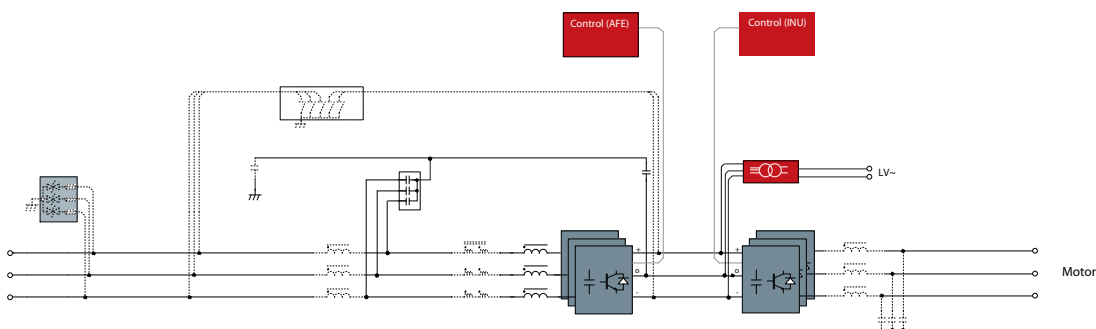 Control (AFE)
Control (INU)
LV~
+
+
o
o
-
-
Motor